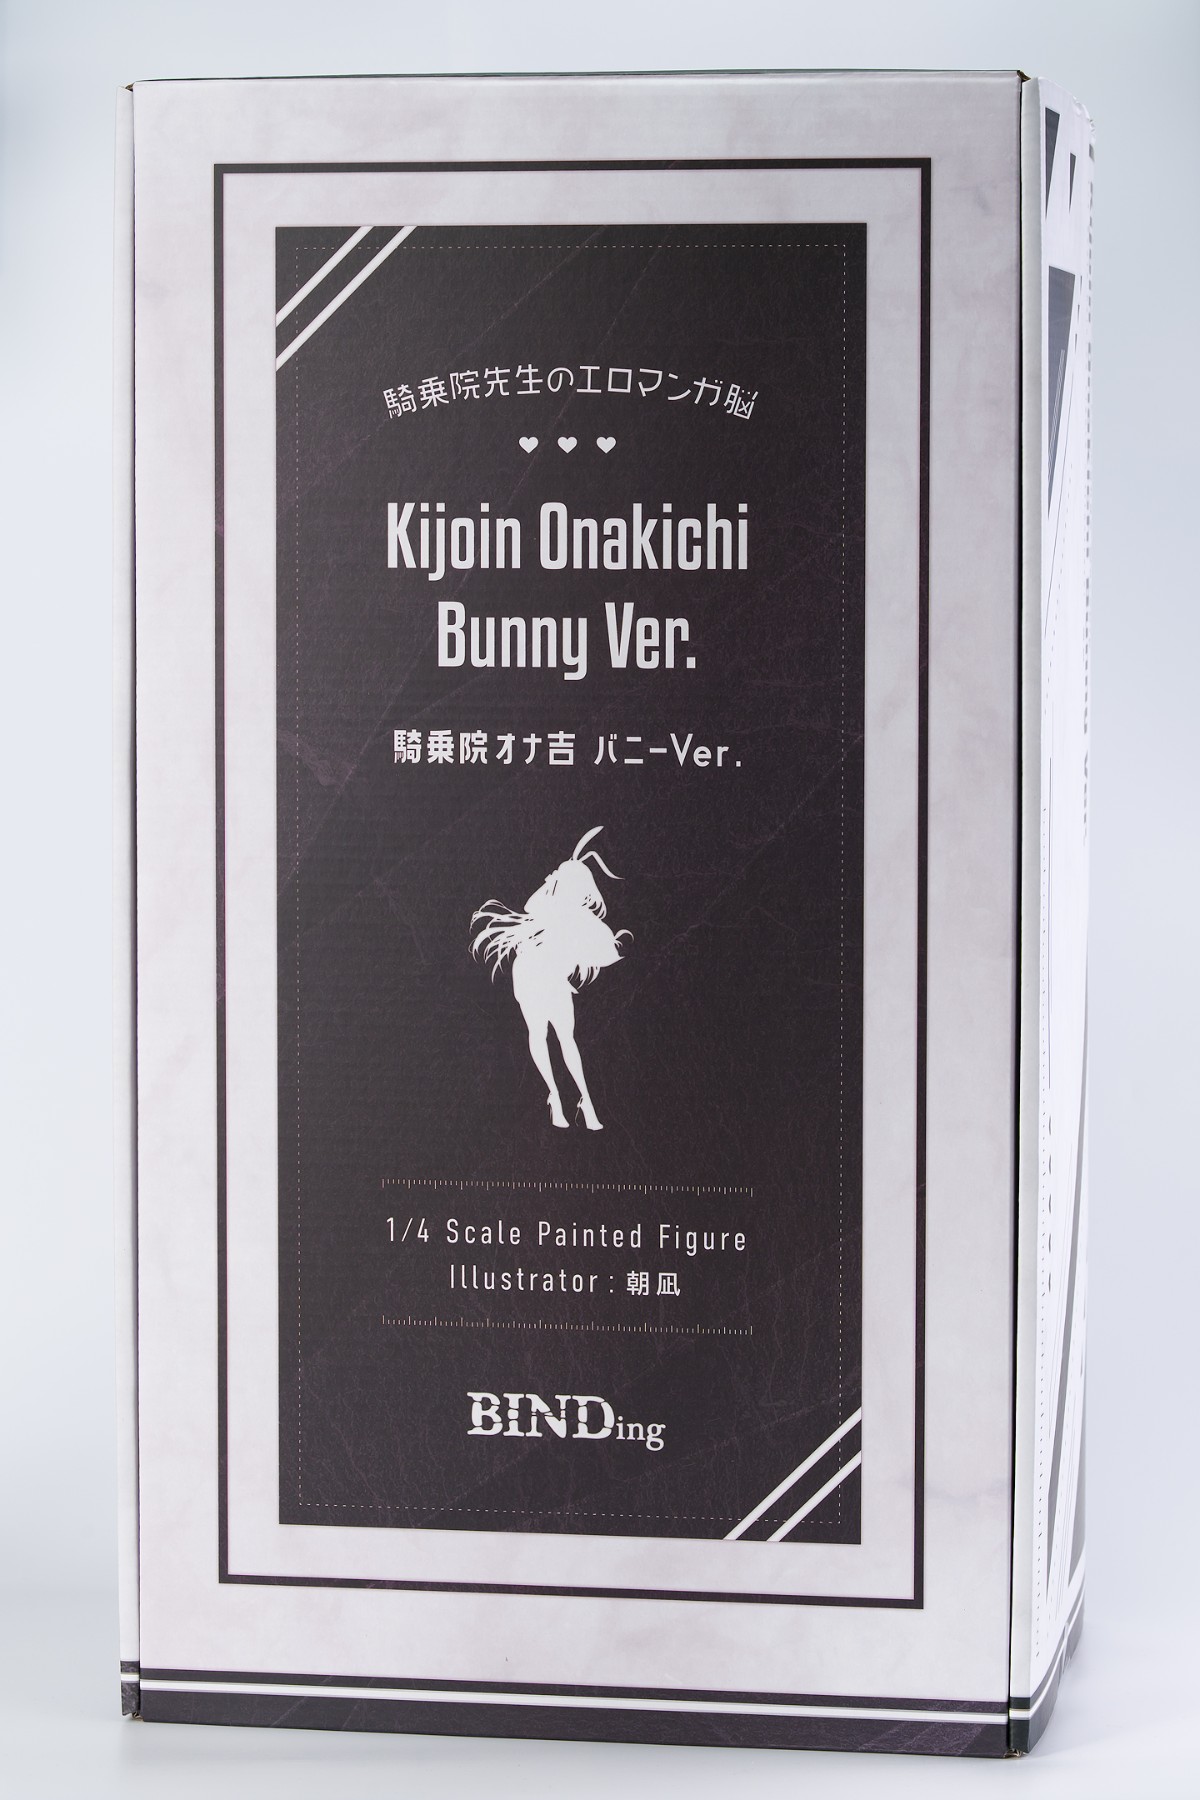 騎乗院先生のエロマンガ脳
Kijoin Onakichi
Bunny Ver.
騎乗院オナ吉 バニーVer.
1/4 Scale Painted Figure
Illustrator : 朝凪
BINDing